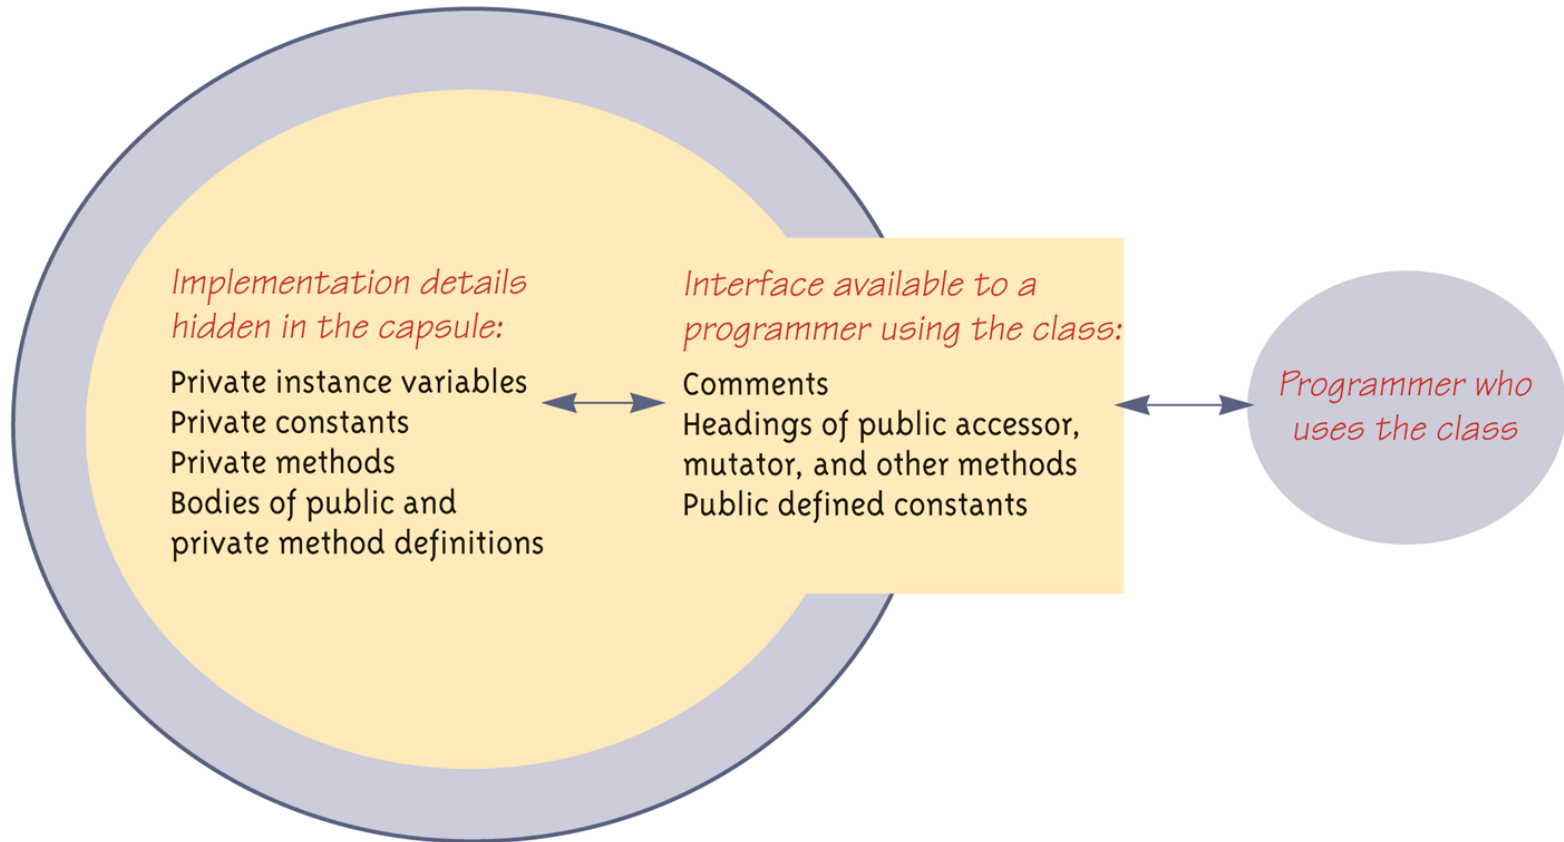 Implementation details
hidden in the capsule:
Private instance variables
Private constants
Private methods
Bodies of public and
private method definitions
Interface available to a
programmer using the class:
Comments
Headings of public accessor,
mutator, and other methods
Public defined constants
Programmer who
uses the class